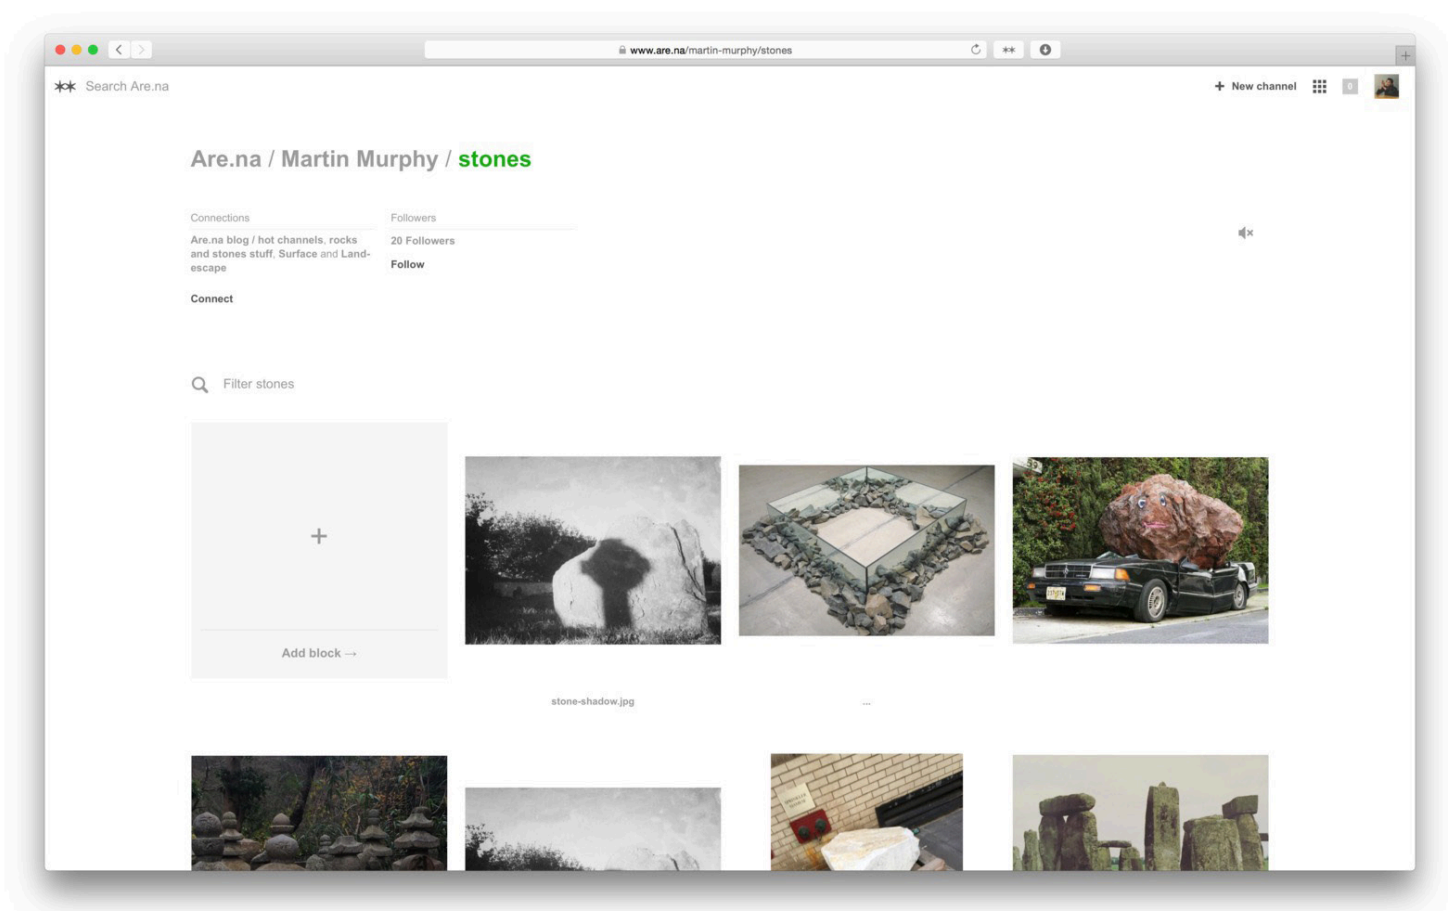 www.are.na/martin-murphy/stones
Search Are.na
+ New channel
0
Are.na / Martin Murphy / stones
Connections
Followers
Are.na blog / hot channels, rocks
and stones stuff, Surface and Land-
escape
20 Followers
Follow
Connect
Filter stones
+
Add block →
59
stone-shadow.jpg
—